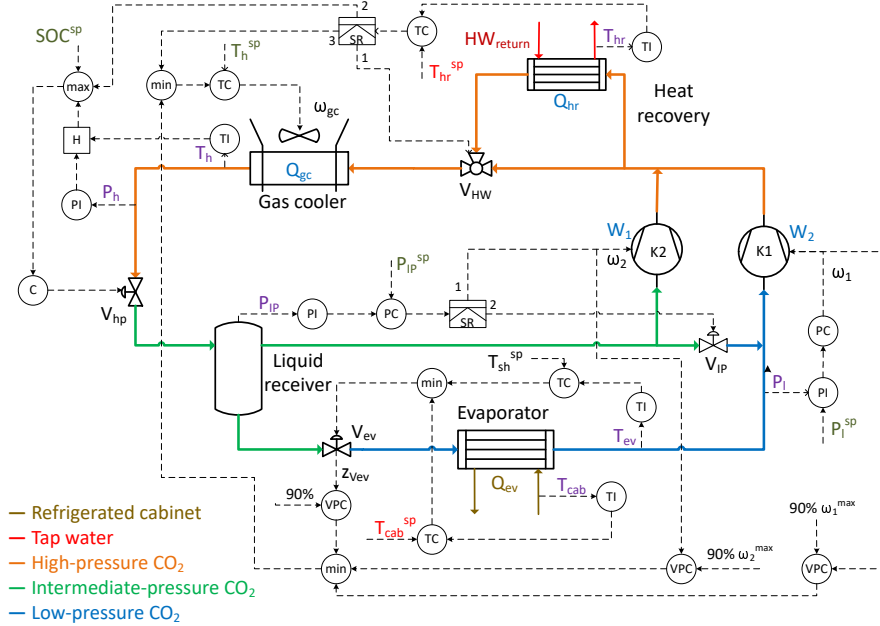 2
SOC^sp
SR
TC
3
1
HW_return
T_hr
TI
T_h^sp
T_hr^sp
max
min
TC
Q_hr
Heat
recovery
ω_gc
H
TI
T_h
Q_gc
V_HW
Gas cooler
PI
P_h
W_1
K2
W_2
K1
ω_2
ω_1
P_IP^sp
C
V_hp
1
P_IP
PI
PC
2
SR
PC
Liquid
receiver
V_IP
T_sh^sp
min
TC
P_l
PI
TI
Evaporator
P_l^sp
V_ev
T_ev
z_Vev
Q_ev
T_cab
TI
90%
VPC
90% ω_1^max
T_cab^sp
TC
90% ω_2^max
min
VPC
VPC
Refrigerated cabinet
Tap water
High-pressure CO_2
Intermediate-pressure CO_2
Low-pressure CO_2